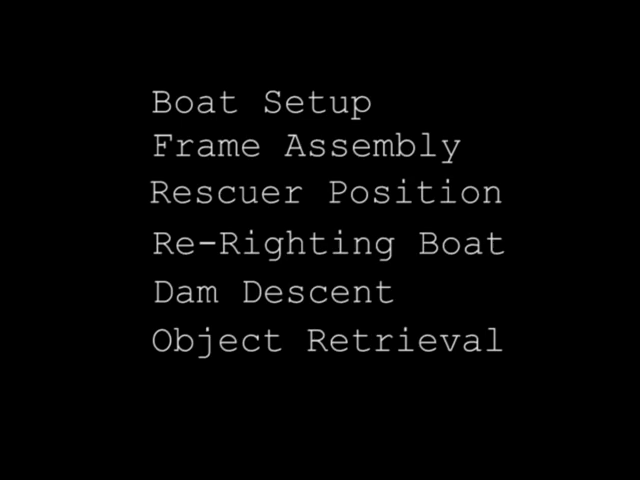 Boat Setup
Frame Assembly
Rescuer Position
Re-Righting Boat
Dam Descent
Object Retrieval